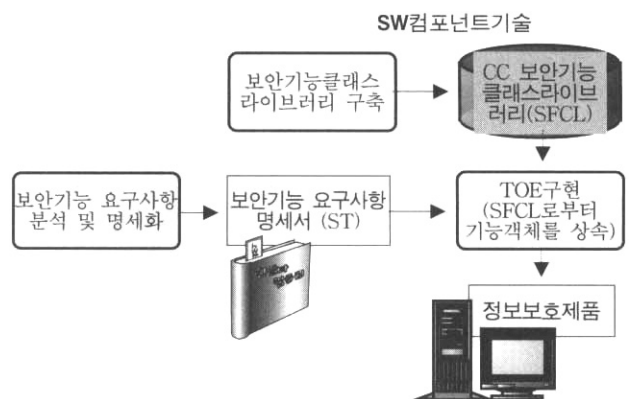 SW컴포넌트기술
보안기능클래스
라이브러리 구축
CC 보안기능
클래스라이브
러리(SFCL)
보안기능 요구사항
분석 및 명세화
보안기능 요구사항
명세서 (ST)
TOE구현
(SFCL로부터
기능객체를 상속)
정보보호제품